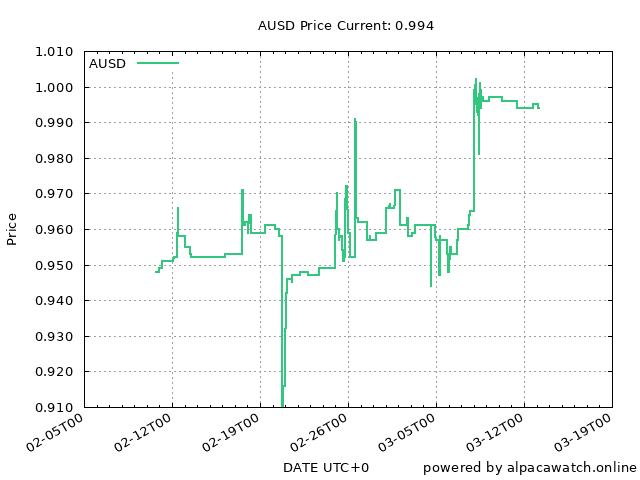 AUSD Price Current: 0.994
1.010
AUSD
1.000
0.990
0.980
0.970
0.960
Price
0.950
0.940
0.930
0.920
0.910
02-05T00 02-12T00 02-19T00 02-26T00 03-05T00 03-12T00 03-19T00
DATE UTC+0 powered by alpacawatch.online